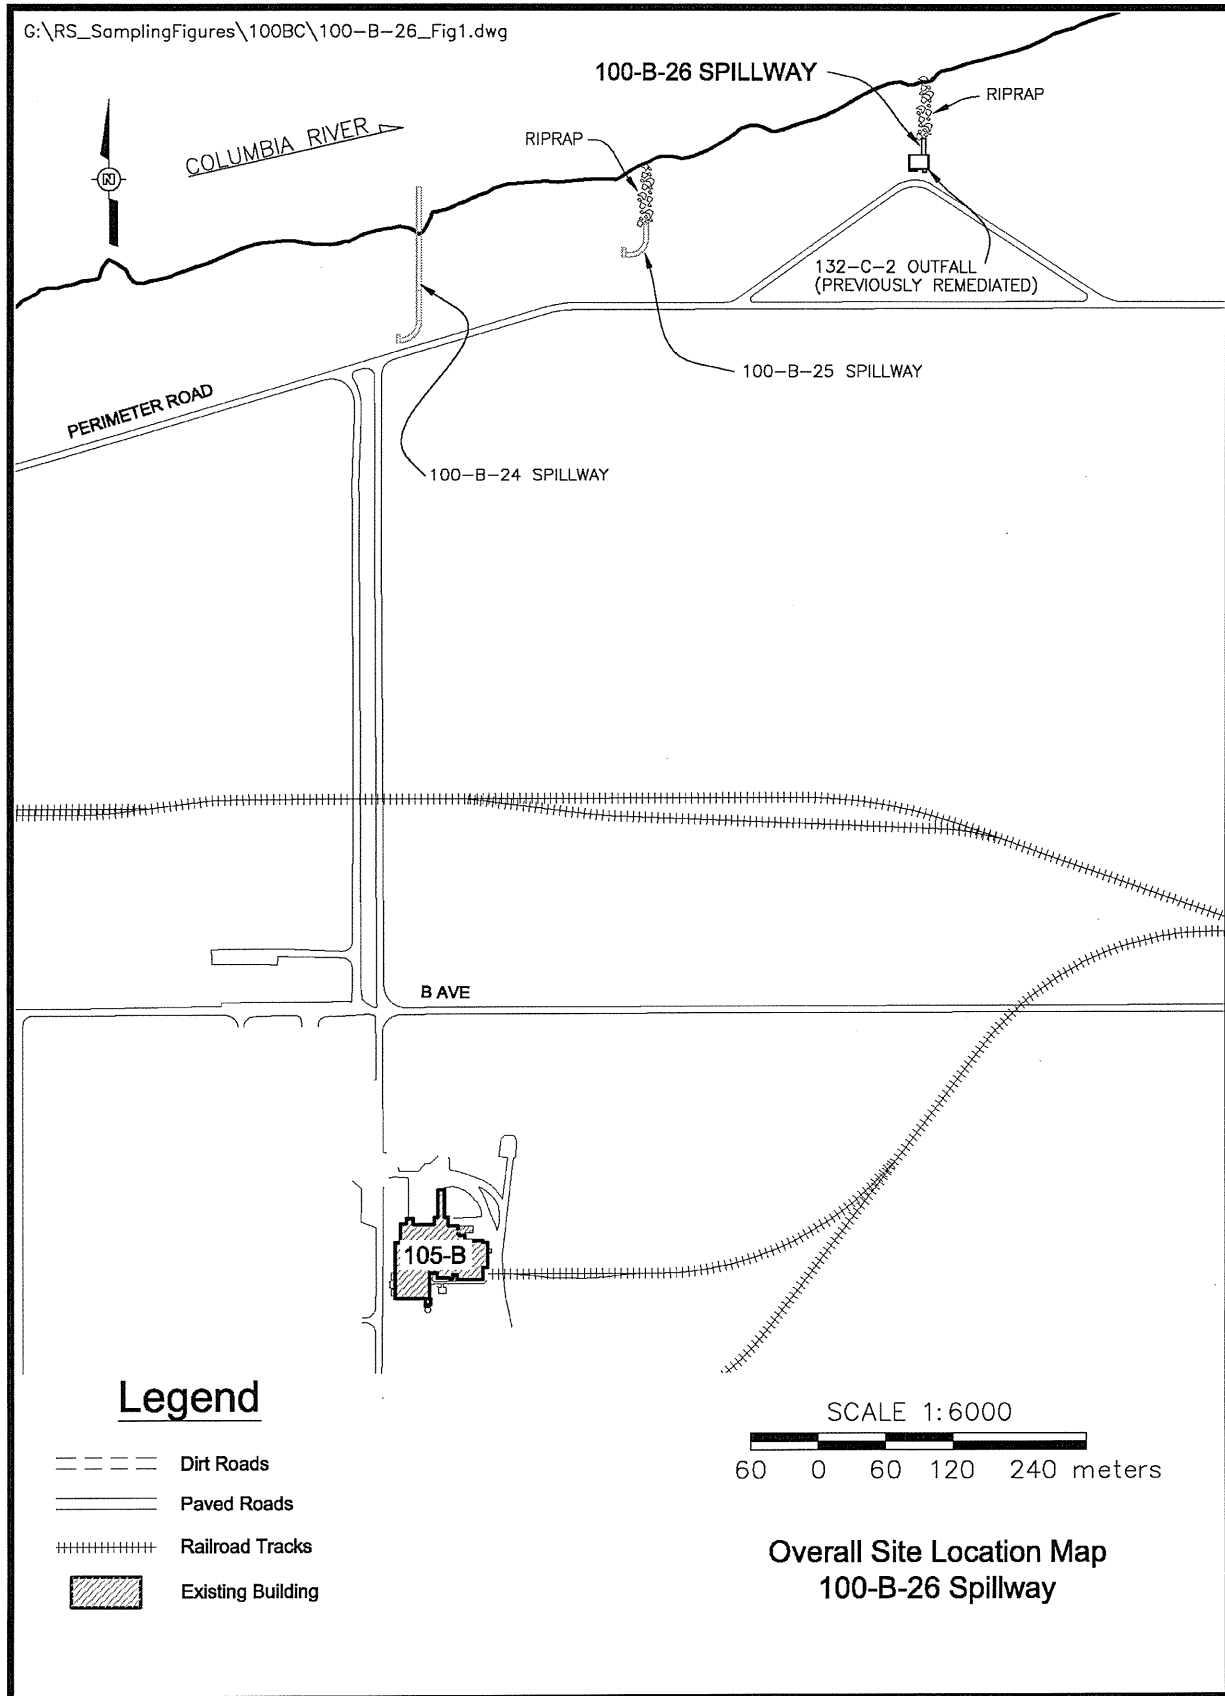 G:\RS_SamplingFigures\100BC\100-B-26_Fig1.dwg
100-B-26 SPILLWAY
RIPRAP
RIPRAP
COLUMBIA RIVER
N
132-C-2 OUTFALL
(PREVIOUSLY REMEDIATED)
100-B-25 SPILLWAY
PERIMETER ROAD
100-B-24 SPILLWAY
B AVE
105-B
Legend
Dirt Roads
Paved Roads
Railroad Tracks
Existing Building
SCALE 1:6000
60 0 60 120 240 meters
Overall Site Location Map
100-B-26 Spillway